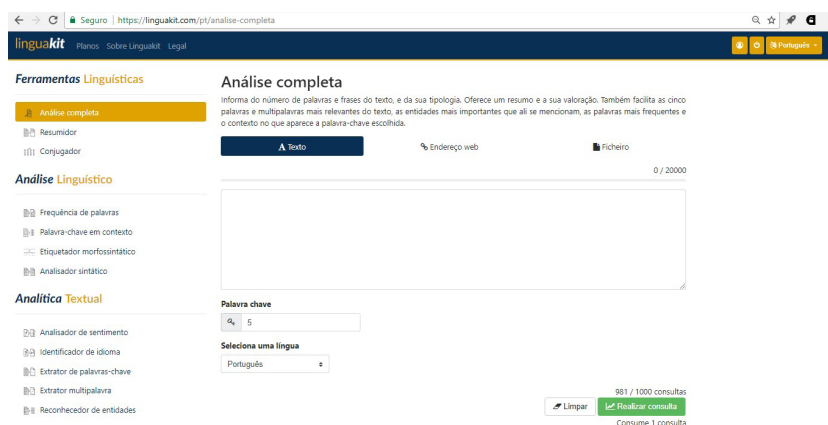 Seguro | https://linguakit.com/pt/analise-completa
linguakit Planos Sobre Linguakit Legal Português
Ferramentas Linguísticas
Análise completa
Resumidor
Conjugador
Análise Linguístico
Frequência de palavras
Palavra-chave em contexto
Etiquetador morfossintático
Analisador sintático
Analítica Textual
Analisador de sentimento
Identificador de idioma
Extrator de palavras-chave
Extrator multipalavra
Reconhecedor de entidades
Análise completa
Informa do número de palavras e frases do texto, e da sua tipologia. Oferece um resumo e a sua valoração. Também facilita as cinco
palavras e multipalavras mais relevantes do texto, as entidades mais importantes que ali se mencionam, as palavras mais frequentes e
o contexto no que aparece a palavra-chave escolhida.
Texto Endereço web Ficheiro
0 / 20000
Palavra chave
5
Seleciona uma língua
Português
981 / 1000 consultas
Limpar Realizar consulta
Consume 1 consulta